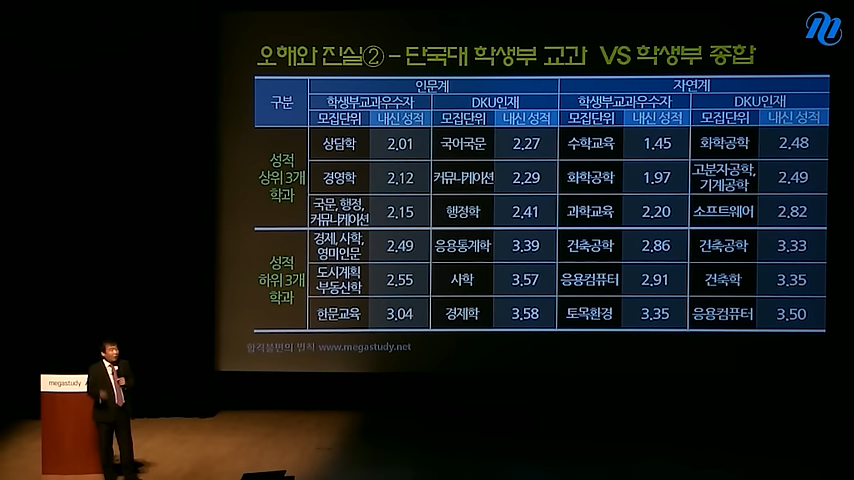 오해와 진실② – 단국대 학생부 교과 VS 학생부 종합
구분 인문계 자연계
학생부교과우수자 DKU인재 학생부교과우수자 DKU인재
모집단위 내신 성적 모집단위 내신 성적 모집단위 내신 성적 모집단위 내신 성적
성적 상위 3개 학과
상담학 2.01 국어국문 2.27 수학교육 1.45 화학공학 2.48
경영학 2.12 커뮤니케이션 2.29 화학공학 1.97 고분자공학, 기계공학 2.49
국문, 행정, 커뮤니케이션 2.15 행정학 2.41 과학교육 2.20 소프트웨어 2.82
성적 하위 3개 학과
경제, 사학, 영미인문 2.49 응용통계학 3.39 건축공학 2.86 건축공학 3.33
도시계획·부동산학 2.55 사학 3.57 응용컴퓨터 2.91 건축학 3.35
한문교육 3.04 경제학 3.58 토목환경 3.35 응용컴퓨터 3.50
합격불변의 법칙 www.megastudy.net
megastudy